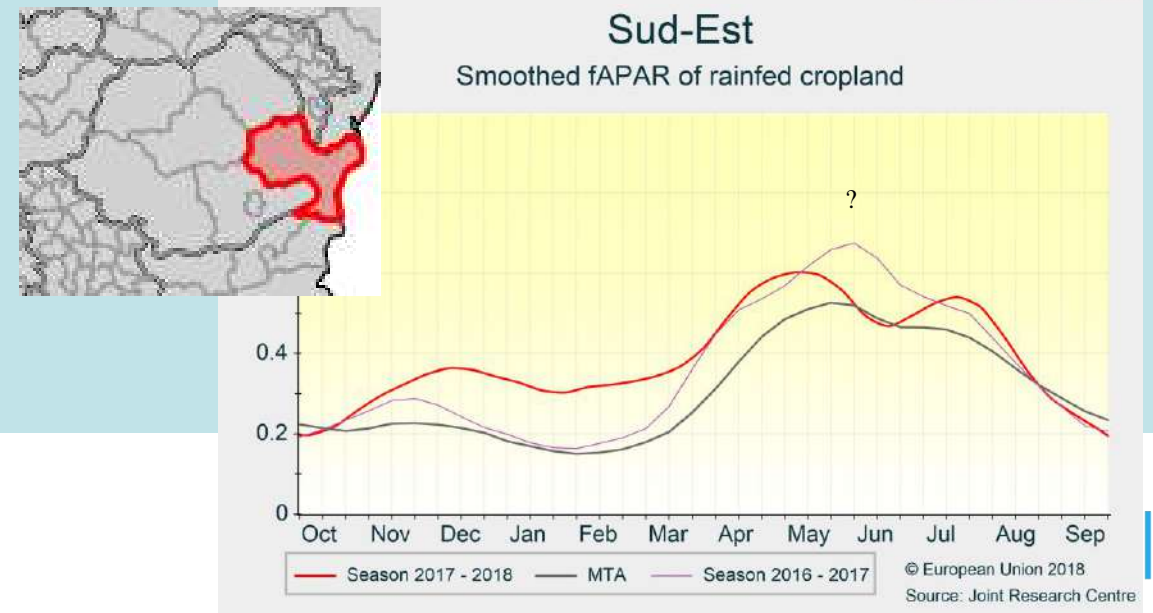 Sud-Est
Smoothed fAPAR of rainfed cropland
?
0.4
0.2
0
Oct Nov Dec Jan Feb Mar Apr May Jun Jul Aug Sep
Season 2017 - 2018 MTA Season 2016 - 2017
© European Union 2018
Source: Joint Research Centre